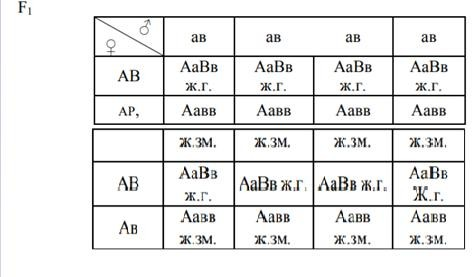 F₁
♂
♀
ав ав ав ав
АВ АаВв ж.г. АаВв ж.г. АаВв ж.г. АаВв ж.г.
АР, Аавв Аавв Аавв Аавв
ж.зм. ж.зм. ж.зм. ж.зм.
АВ АаВв ж.г. АаВв ж.г. АаВв ж.г. АаВв Ж.г.
Ав Аавв ж.зм. Аавв ж.зм. Аавв ж.зм. Аавв ж.зм.